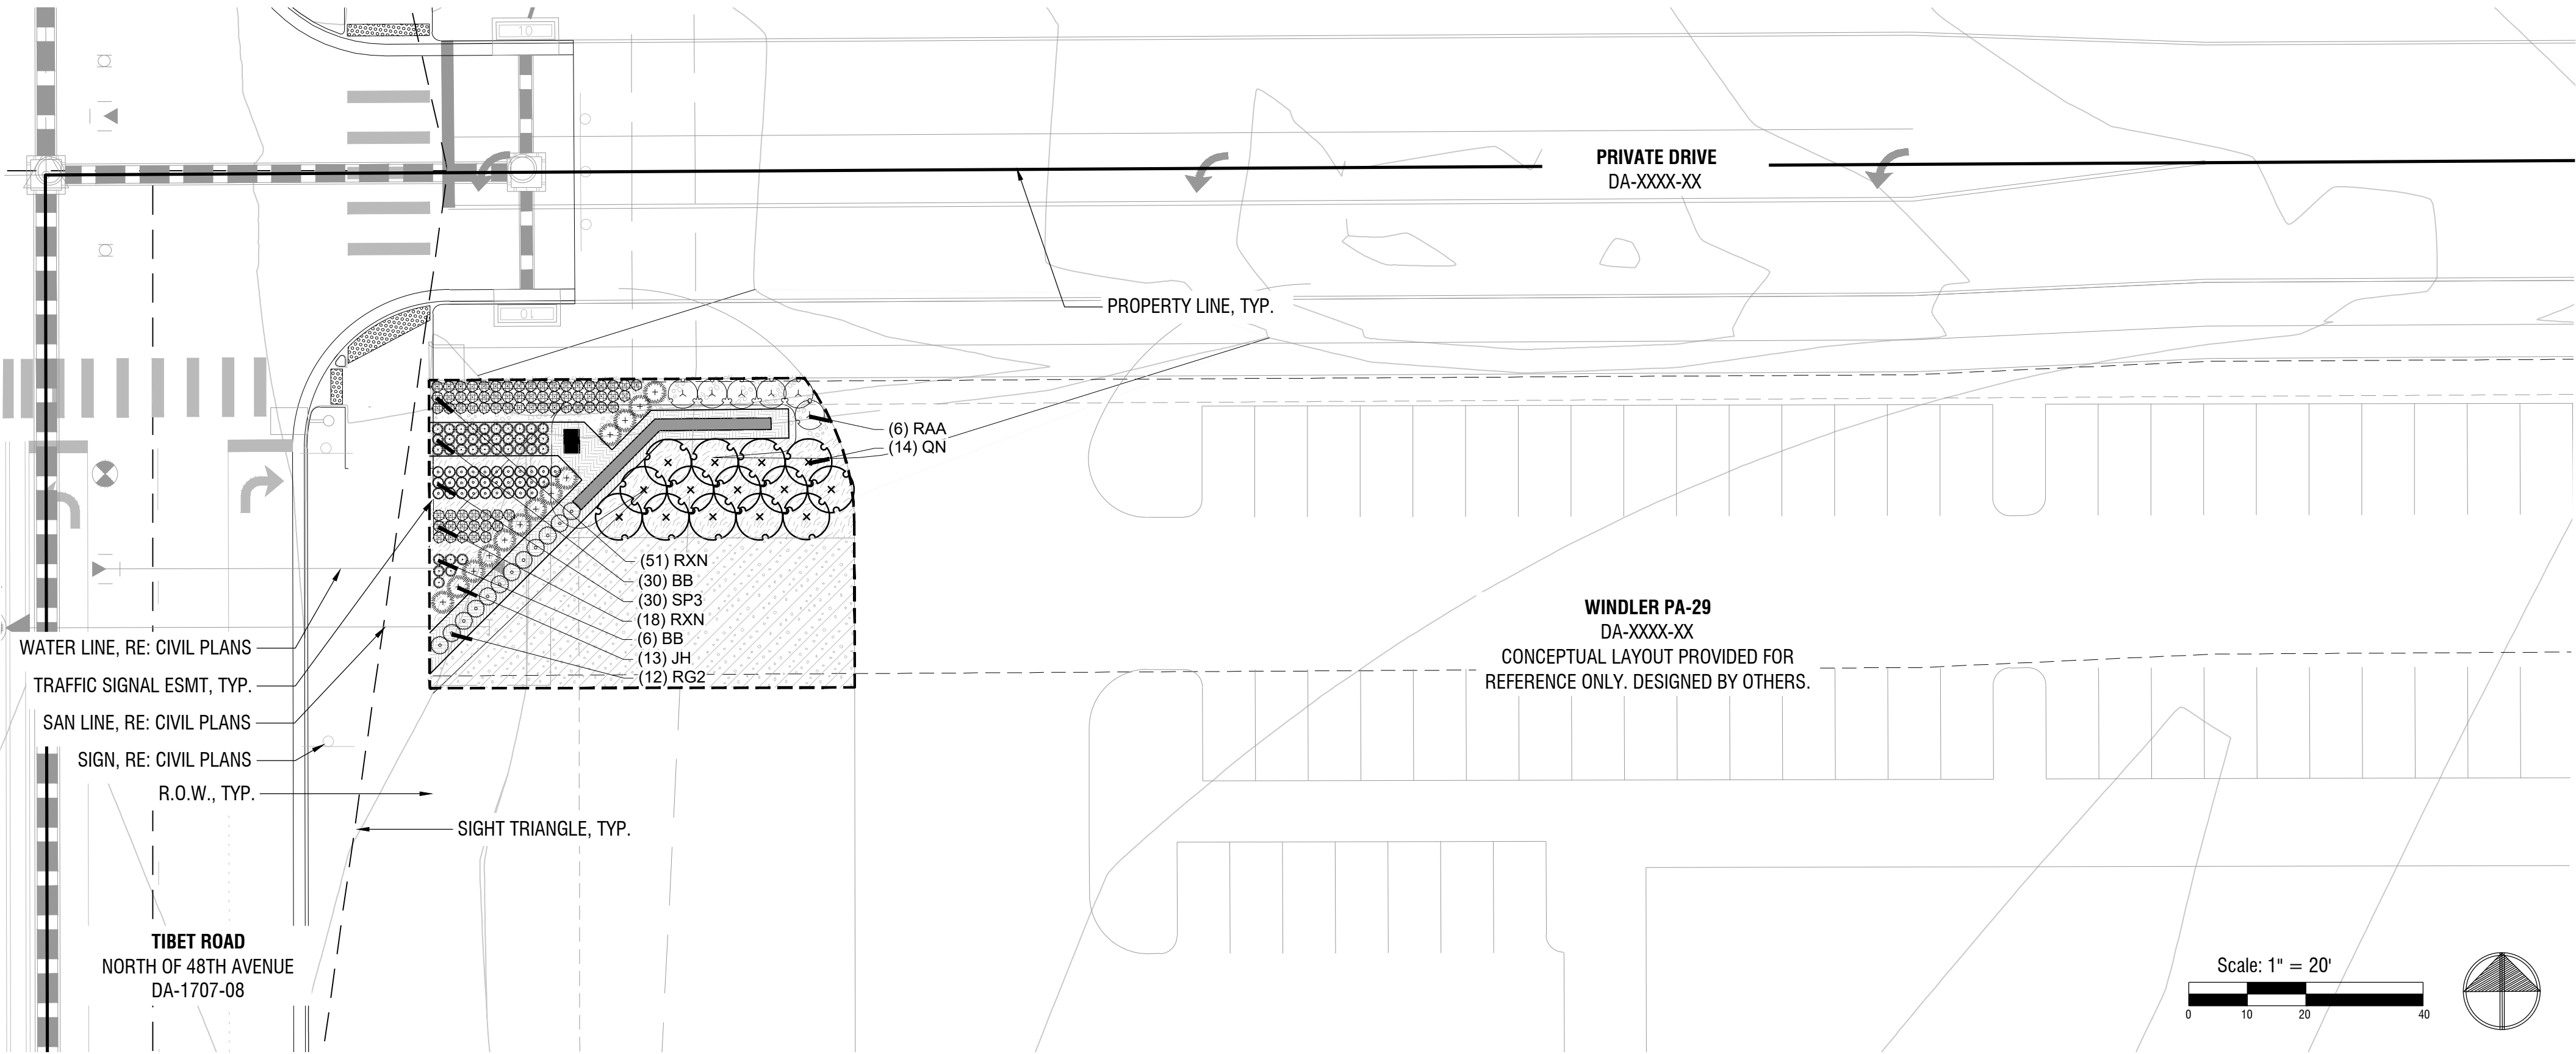 10
PRIVATE DRIVE
DA-XXXX-XX
PROPERTY LINE, TYP.
10
(6) RAA
(14) QN
(51) RXN
(30) BB
(30) SP3
(18) RXN
(6) BB
(13) JH
(12) RG2
WATER LINE, RE: CIVIL PLANS
TRAFFIC SIGNAL ESMT, TYP.
SAN LINE, RE: CIVIL PLANS
SIGN, RE: CIVIL PLANS
R.O.W., TYP.
SIGHT TRIANGLE, TYP.
WINDLER PA-29
DA-XXXX-XX
CONCEPTUAL LAYOUT PROVIDED FOR
REFERENCE ONLY. DESIGNED BY OTHERS.
TIBET ROAD
NORTH OF 48TH AVENUE
DA-1707-08
Scale: 1" = 20'
0 10 20 40